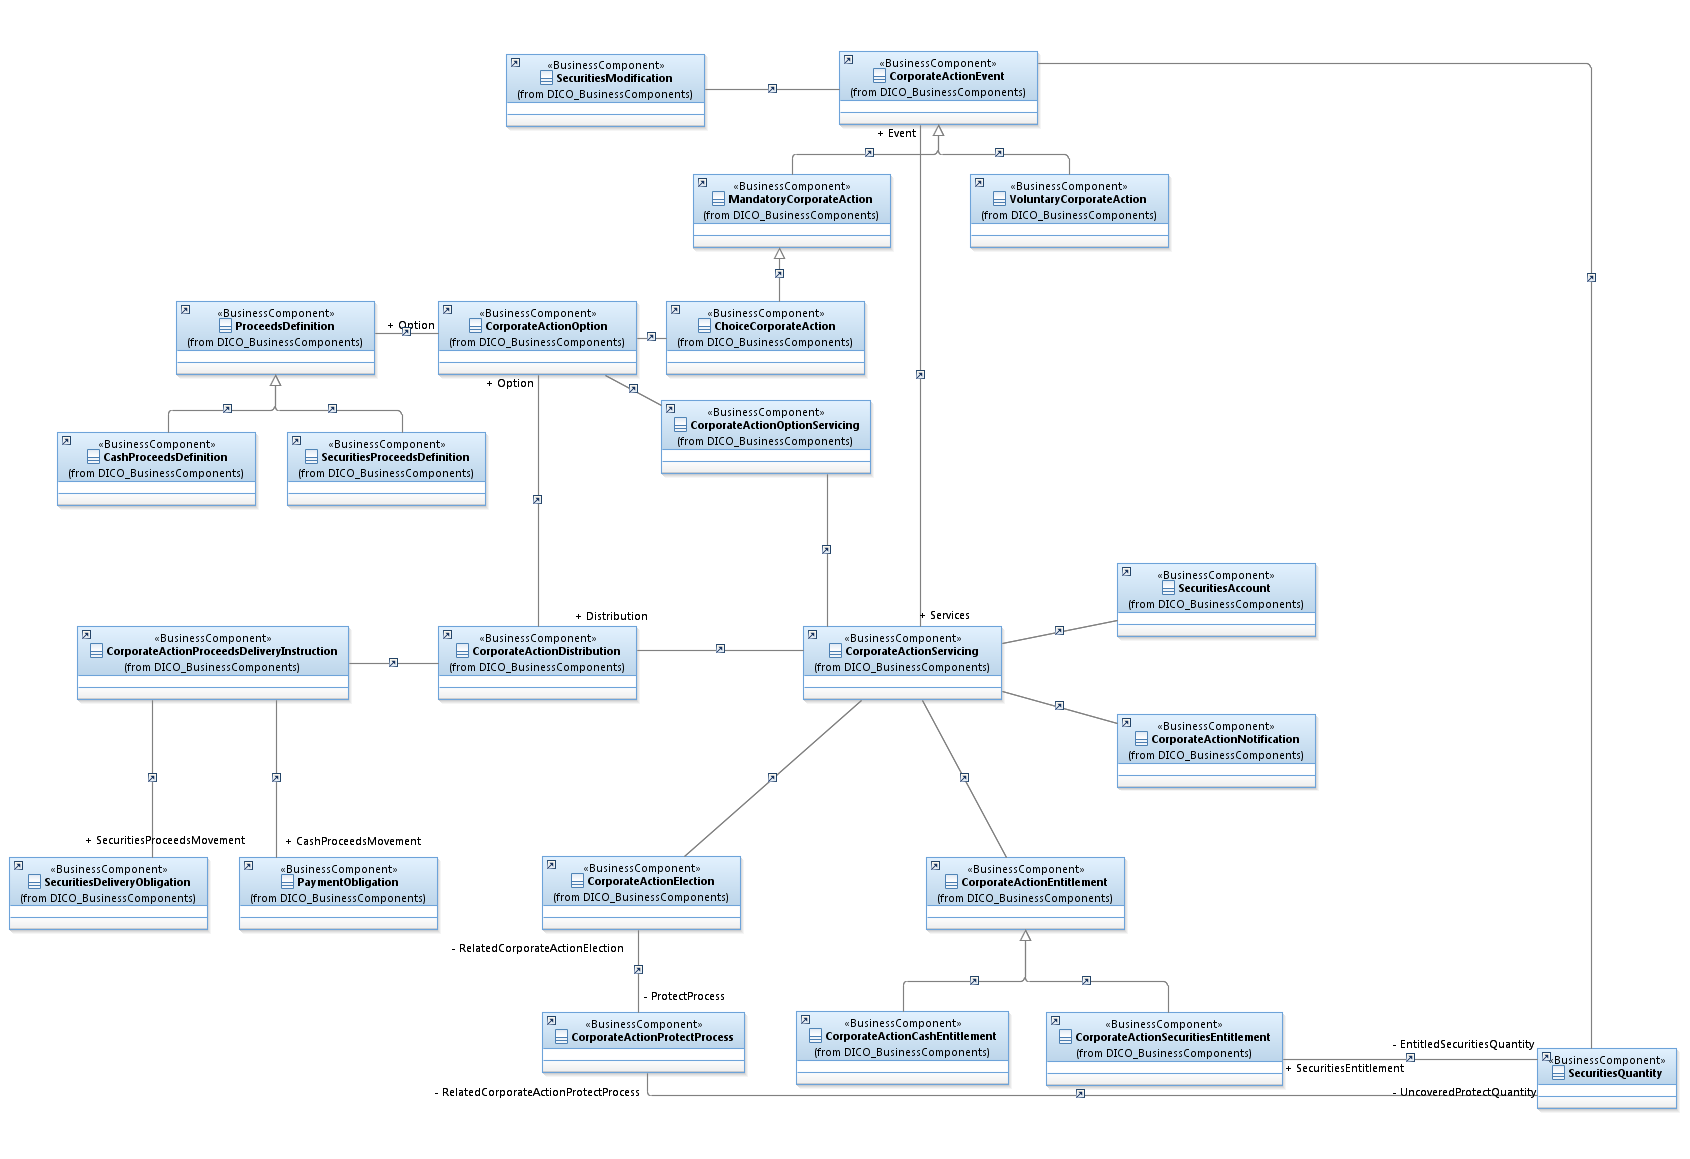 «BusinessComponent»
SecuritiesModification
(from DICO_BusinessComponents)
«BusinessComponent»
CorporateActionEvent
(from DICO_BusinessComponents)
+ Event
«BusinessComponent»
MandatoryCorporateAction
(from DICO_BusinessComponents)
«BusinessComponent»
VoluntaryCorporateAction
(from DICO_BusinessComponents)
«BusinessComponent»
ProceedsDefinition
(from DICO_BusinessComponents)
+ Option
«BusinessComponent»
CorporateActionOption
(from DICO_BusinessComponents)
«BusinessComponent»
ChoiceCorporateAction
(from DICO_BusinessComponents)
+ Option
«BusinessComponent»
CorporateActionOptionServicing
(from DICO_BusinessComponents)
«BusinessComponent»
CashProceedsDefinition
(from DICO_BusinessComponents)
«BusinessComponent»
SecuritiesProceedsDefinition
(from DICO_BusinessComponents)
«BusinessComponent»
SecuritiesAccount
(from DICO_BusinessComponents)
+ Distribution
+ Services
«BusinessComponent»
CorporateActionProceedsDeliveryInstruction
(from DICO_BusinessComponents)
«BusinessComponent»
CorporateActionDistribution
(from DICO_BusinessComponents)
«BusinessComponent»
CorporateActionServicing
(from DICO_BusinessComponents)
«BusinessComponent»
CorporateActionNotification
(from DICO_BusinessComponents)
+ SecuritiesProceedsMovement
+ CashProceedsMovement
«BusinessComponent»
SecuritiesDeliveryObligation
(from DICO_BusinessComponents)
«BusinessComponent»
PaymentObligation
(from DICO_BusinessComponents)
«BusinessComponent»
CorporateActionElection
(from DICO_BusinessComponents)
«BusinessComponent»
CorporateActionEntitlement
(from DICO_BusinessComponents)
- RelatedCorporateActionElection
- ProtectProcess
«BusinessComponent»
CorporateActionProtectProcess
«BusinessComponent»
CorporateActionCashEntitlement
(from DICO_BusinessComponents)
«BusinessComponent»
CorporateActionSecuritiesEntitlement
(from DICO_BusinessComponents)
- EntitledSecuritiesQuantity
+ SecuritiesEntitlement
«BusinessComponent»
SecuritiesQuantity
- RelatedCorporateActionProtectProcess
- UncoveredProtectQuantity